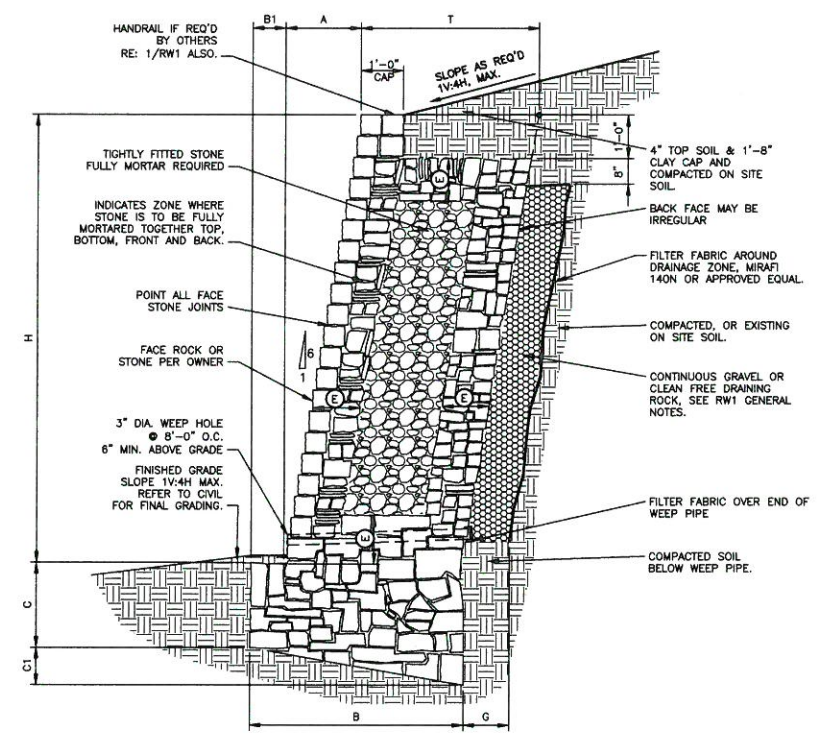 B1
A
T
HANDRAIL IF REQ'D
BY OTHERS
RE: 1/RW1 ALSO.
1'-0"
CAP
SLOPE AS REQ'D
1V:4H, MAX.
1'-0"
8"
TIGHTLY FITTED STONE
FULLY MORTAR REQUIRED
INDICATES ZONE WHERE
STONE IS TO BE FULLY
MORTARED TOGETHER TOP,
BOTTOM, FRONT AND BACK.
POINT ALL FACE
STONE JOINTS
FACE ROCK OR
STONE PER OWNER
3" DIA. WEEP HOLE
@ 8'-0" O.C.
6" MIN. ABOVE GRADE
FINISHED GRADE
SLOPE 1V:4H MAX.
REFER TO CIVIL
FOR FINAL GRADING.
4" TOP SOIL & 1'-8"
CLAY CAP AND
COMPACTED ON SITE
SOIL.
BACK FACE MAY BE
IRREGULAR
FILTER FABRIC AROUND
DRAINAGE ZONE, MIRAFI
140N OR APPROVED EQUAL.
COMPACTED, OR EXISTING
ON SITE SOIL.
CONTINUOUS GRAVEL OR
CLEAN FREE DRAINING
ROCK, SEE RW1 GENERAL
NOTES.
FILTER FABRIC OVER END OF
WEEP PIPE
COMPACTED SOIL
BELOW WEEP PIPE.
H
6
1
E
E
E
E
C
C1
B
G